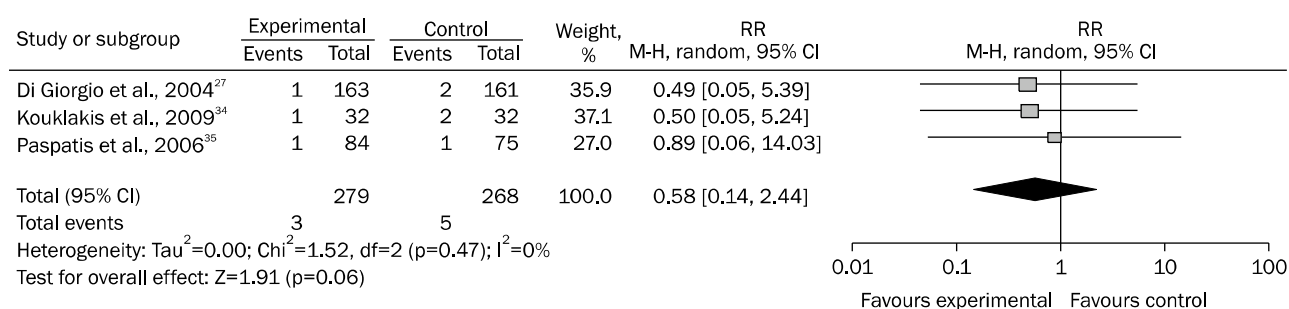 Study or subgroup Experimental Control Weight, % RR M-H, random, 95% CI RR M-H, random, 95% CI
Events Total Events Total
Di Giorgio et al., 2004²⁷ 1 163 2 161 35.9 0.49 [0.05, 5.39]
Kouklakis et al., 2009³⁴ 1 32 2 32 37.1 0.50 [0.05, 5.24]
Paspatis et al., 2006³⁵ 1 84 1 75 27.0 0.89 [0.06, 14.03]
Total (95% CI) 279 268 100.0 0.58 [0.14, 2.44]
Total events 3 5
Heterogeneity: Tau²=0.00; Chi²=1.52, df=2 (p=0.47); I²=0%
Test for overall effect: Z=1.91 (p=0.06)
0.01 0.1 1 10 100
Favours experimental Favours control